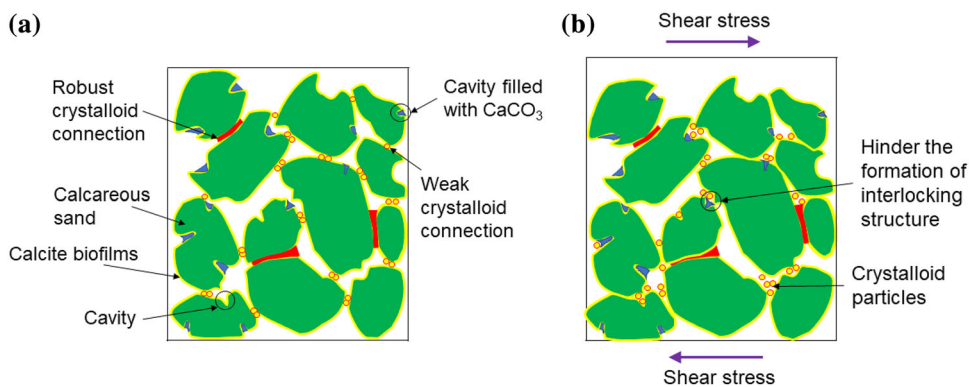 (a)
Robust
crystalloid
connection
Calcareous
sand
Calcite biofilms
Cavity
Cavity filled
with CaCO₃
Weak
crystalloid
connection
(b)
Shear stress
Hinder the
formation of
interlocking
structure
Crystalloid
particles
Shear stress